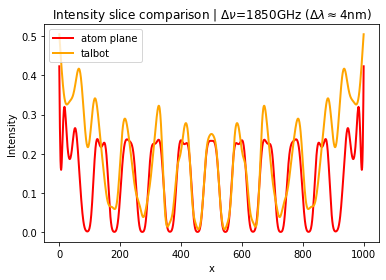 Intensity slice comparison | Δν=1850GHz (Δλ ≈ 4nm)
atom plane
talbot
Intensity
0.5
0.4
0.3
0.2
0.1
0.0
0 200 400 600 800 1000
x